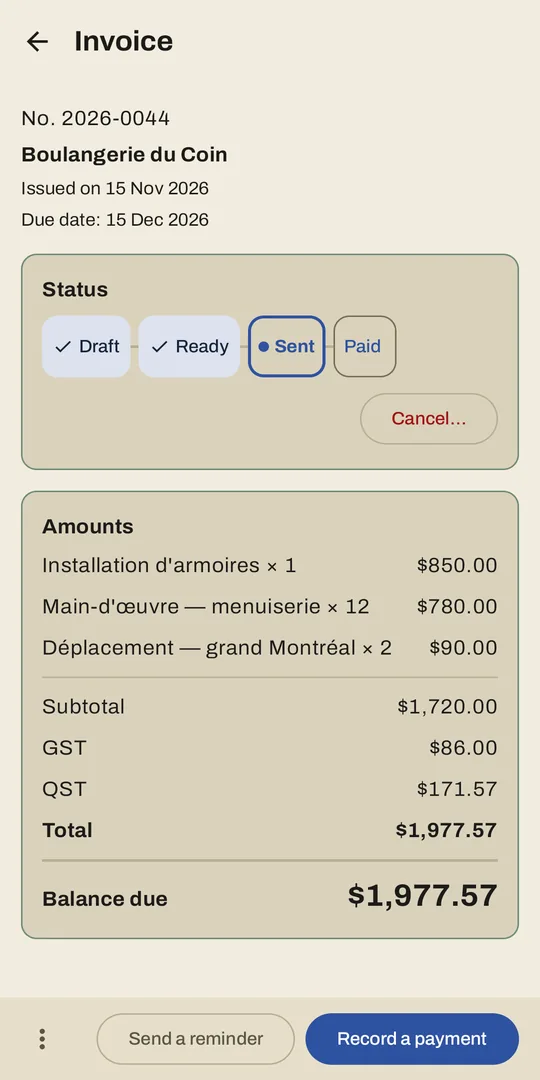 Invoice
No. 2026-0044
Boulangerie du Coin
Issued on 15 Nov 2026
Due date: 15 Dec 2026
Status
Draft
Ready
Sent
Paid
Cancel…
Amounts
Installation d'armoires × 1 $850.00
Main-d'œuvre — menuiserie × 12 $780.00
Déplacement — grand Montréal × 2 $90.00
Subtotal $1,720.00
GST $86.00
QST $171.57
Total $1,977.57
Balance due $1,977.57
Send a reminder
Record a payment